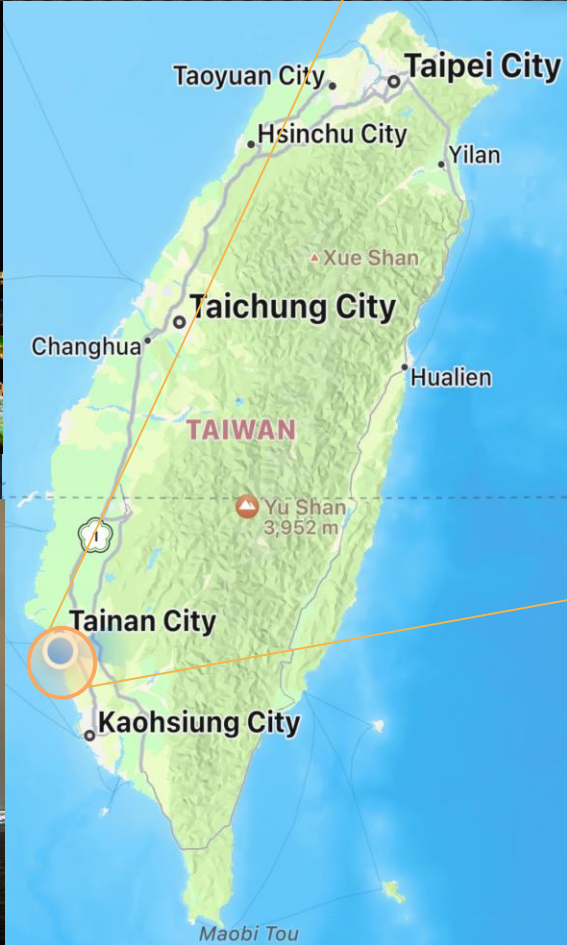 Taipei City
Taoyuan City
Hsinchu City
Yilan
Xue Shan
Taichung City
Changhua
Hualien
TAIWAN
Yu Shan
3,952 m
1
Tainan City
Kaohsiung City
Maobi Tou